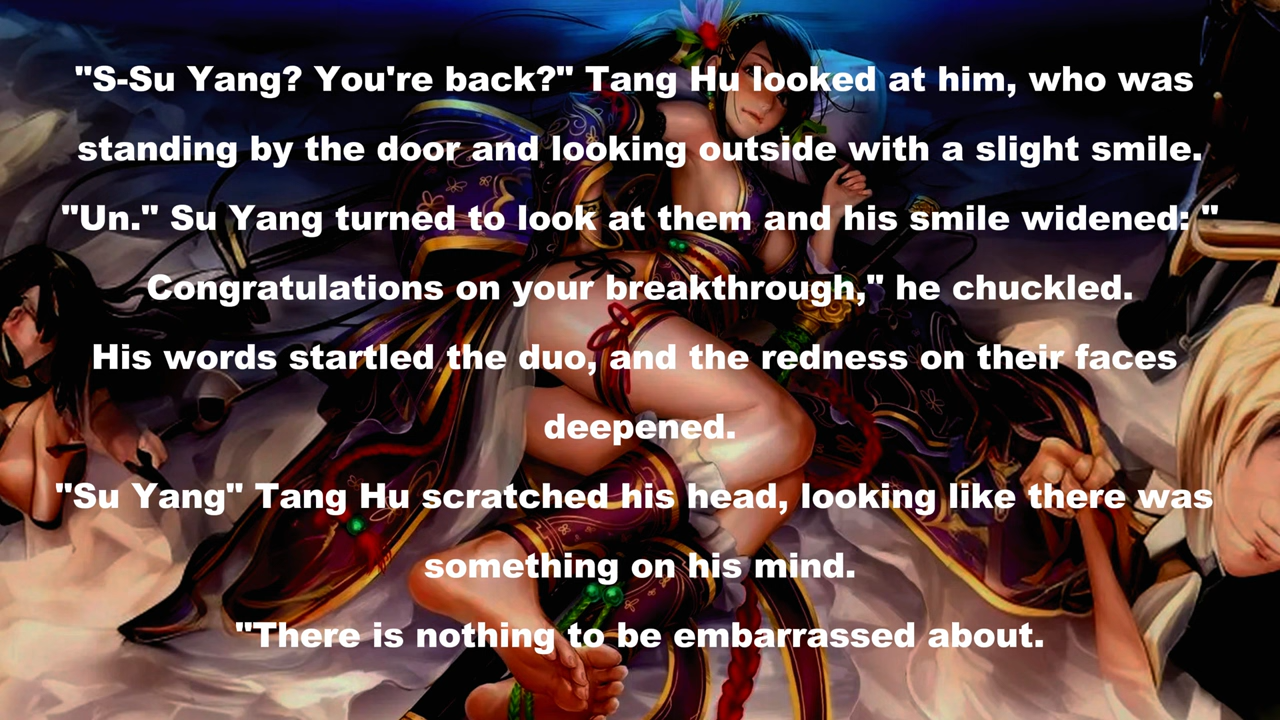 "S-Su Yang? You're back?" Tang Hu looked at him, who was
standing by the door and looking outside with a slight smile.
"Un." Su Yang turned to look at them and his smile widened: "
Congratulations on your breakthrough," he chuckled.
His words startled the duo, and the redness on their faces
deepened.
"Su Yang" Tang Hu scratched his head, looking like there was
something on his mind.
"There is nothing to be embarrassed about.